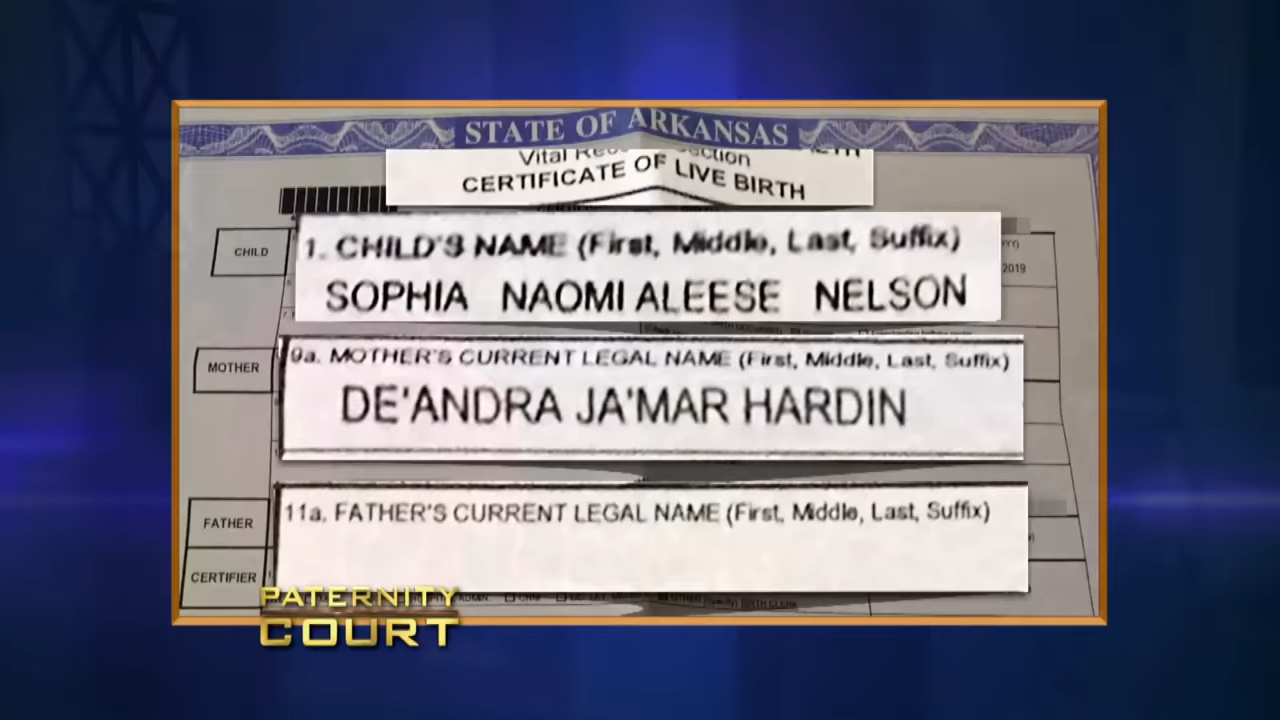 STATE OF ARKANSAS
Vital
CERTIFICATE OF LIVE BIRTH
CHILD
1. CHILD'S NAME (First, Middle, Last, Suffix)
2019
SOPHIA NAOMI ALEESE NELSON
MOTHER
9a. MOTHER'S CURRENT LEGAL NAME (First, Middle, Last, Suffix)
DE'ANDRA JA'MAR HARDIN
FATHER
11a. FATHER'S CURRENT LEGAL NAME (First, Middle, Last, Suffix)
CERTIFIER
PATERNITY
COURT